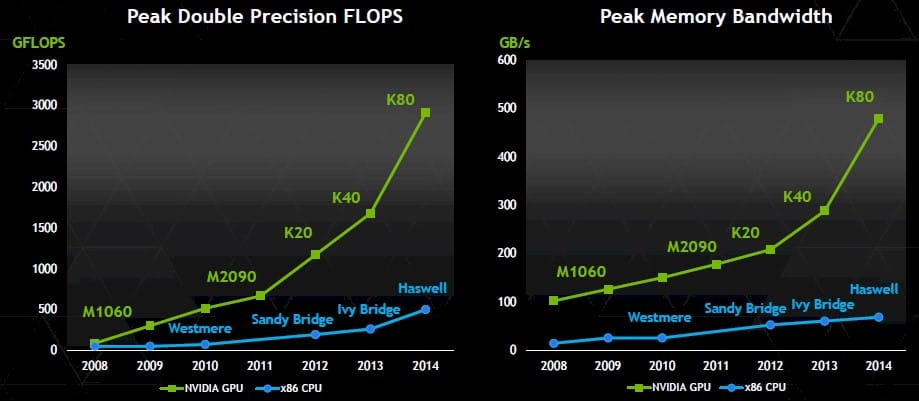 Peak Double Precision FLOPS
GFLOPS
3500
3000
2500
2000
1500
1000
500
0
K80
K40
K20
M2090
M1060
Haswell
Ivy Bridge
Sandy Bridge
Westmere
2008 2009 2010 2011 2012 2013 2014
NVIDIA GPU x86 CPU
Peak Memory Bandwidth
GB/s
600
500
400
300
200
100
0
K80
K40
K20
M2090
M1060
Haswell
Ivy Bridge
Sandy Bridge
Westmere
2008 2009 2010 2011 2012 2013 2014
NVIDIA GPU x86 CPU